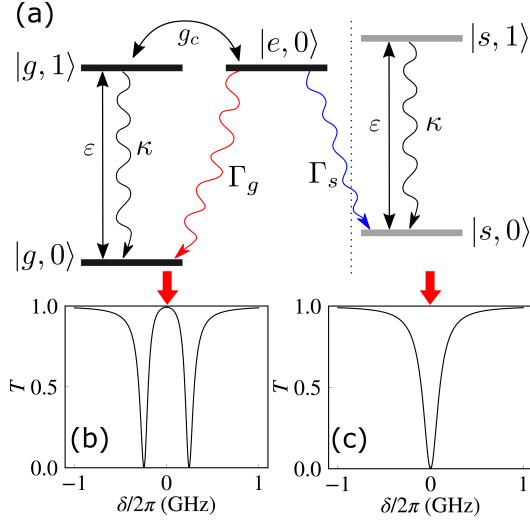 (a)
g_c
|g, 1⟩ |e, 0⟩ |s, 1⟩
ε κ Γ_g Γ_s ε κ
|g, 0⟩ |s, 0⟩
1.0 1.0
T 0.5 T 0.5
(b) (c)
0.0 0.0
−1 0 1 −1 0 1
δ/2π (GHz) δ/2π (GHz)